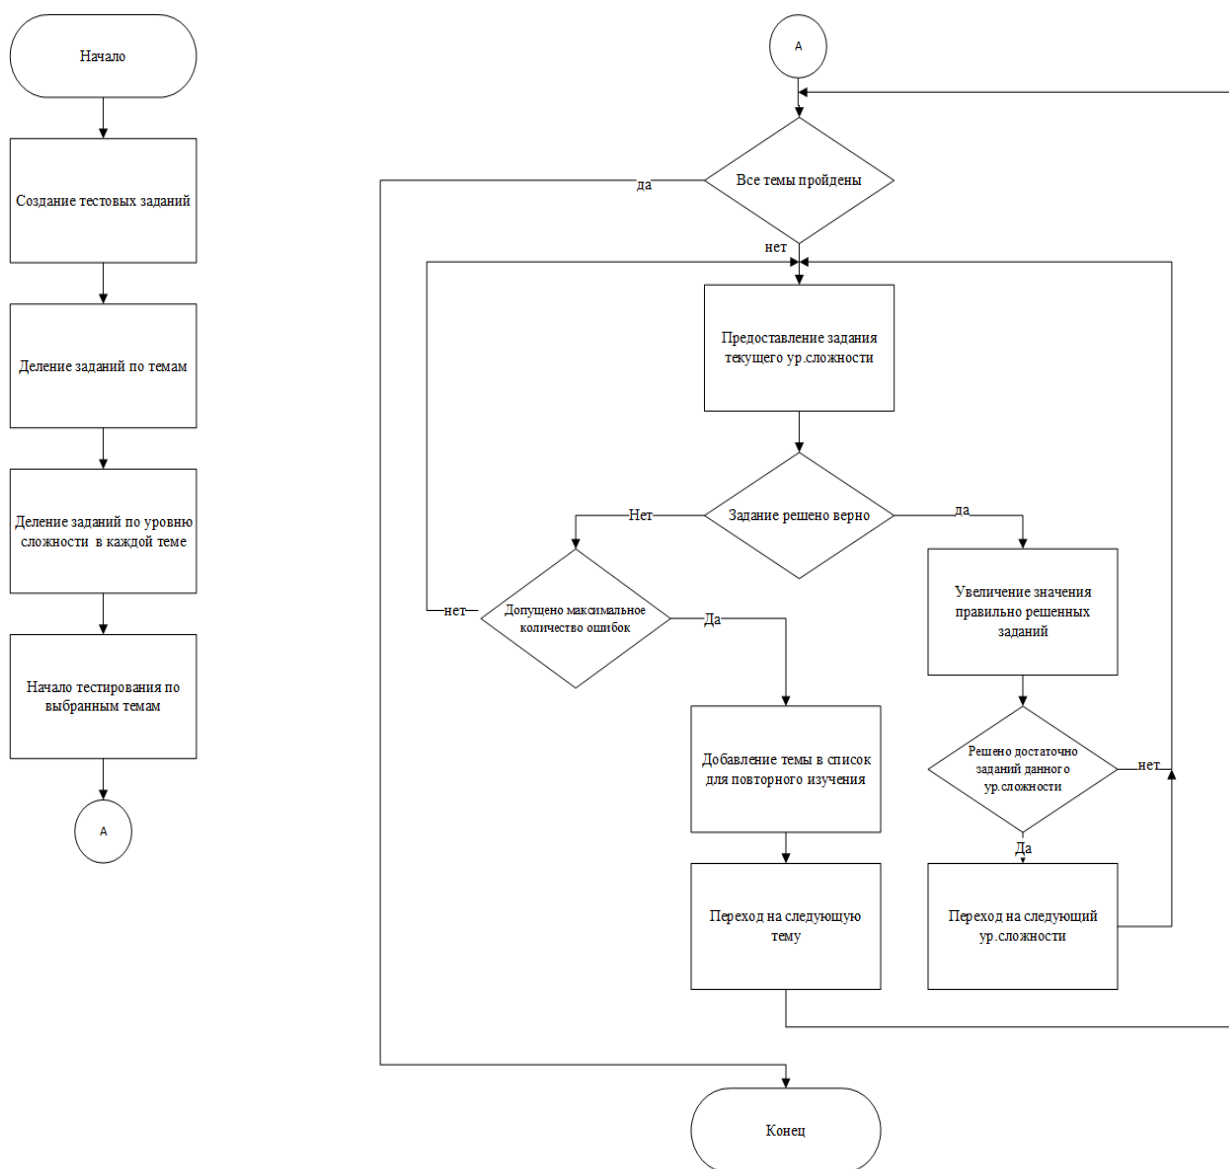 Начало
Создание тестовых заданий
Деление заданий по темам
Деление заданий по уровню
сложности в каждой теме
Начало тестирования по
выбранным темам
А
А
Все темы пройдены
да
нет
Предоставление задания
текущего ур.сложности
Задание решено верно
Нет
да
Допущено максимальное
количество ошибок
нет
Да
Увеличение значения
правильно решенных
заданий
Добавление темы в список
для повторного изучения
Решено достаточно
заданий данного
ур.сложности
нет
Да
Переход на следующую
тему
Переход на следующий
ур.сложности
Конец